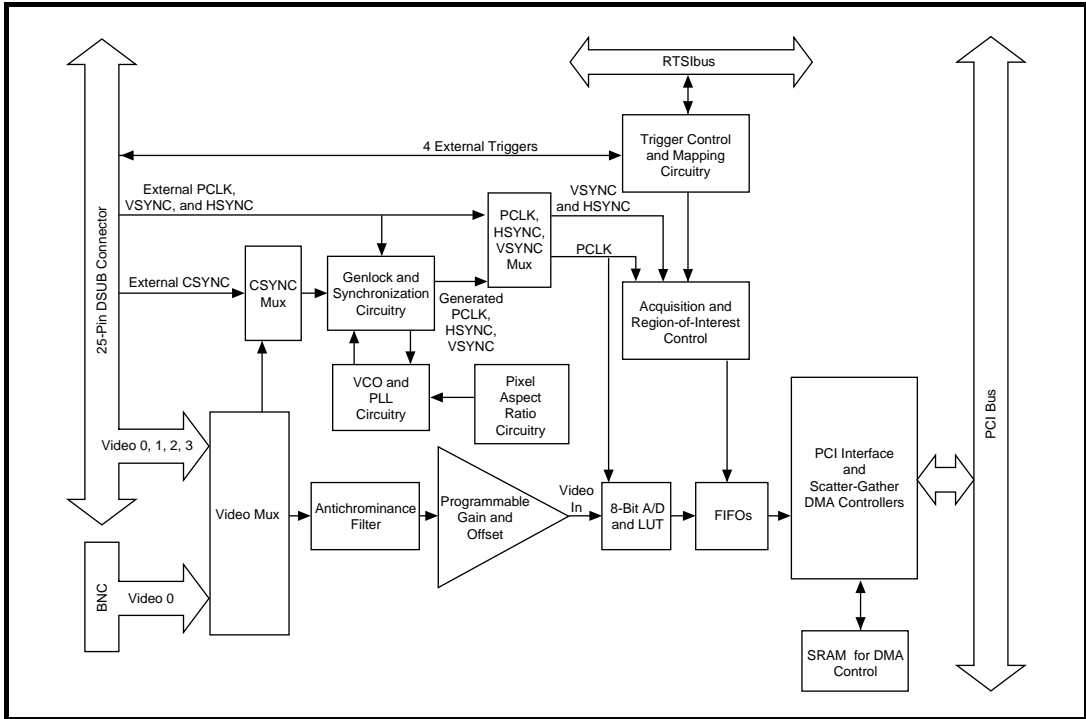 RTSIbus
Trigger Control
and Mapping
Circuitry
4 External Triggers
External PCLK,
VSYNC, and HSYNC
PCLK,
HSYNC,
VSYNC
Mux
VSYNC
and HSYNC
PCLK
25-Pin DSUB Connector
External CSYNC
CSYNC
Mux
Genlock and
Synchronization
Circuitry
Generated
PCLK,
HSYNC,
VSYNC
Acquisition and
Region-of-Interest
Control
VCO and
PLL
Circuitry
Pixel
Aspect
Ratio
Circuitry
PCI Bus
Video 0, 1, 2, 3
Video Mux
Antichrominance
Filter
Programmable
Gain and
Offset
Video
In
8-Bit A/D
and LUT
FIFOs
PCI Interface
and
Scatter-Gather
DMA Controllers
BNC
Video 0
SRAM for DMA
Control